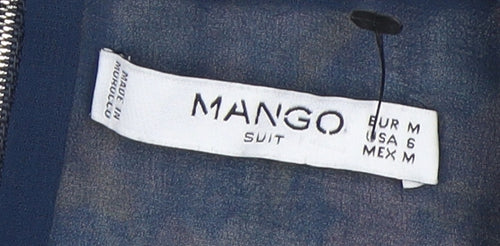 MADE IN
MOROCCO
MANGO
SUIT
EUR M
USA 6
MEX M